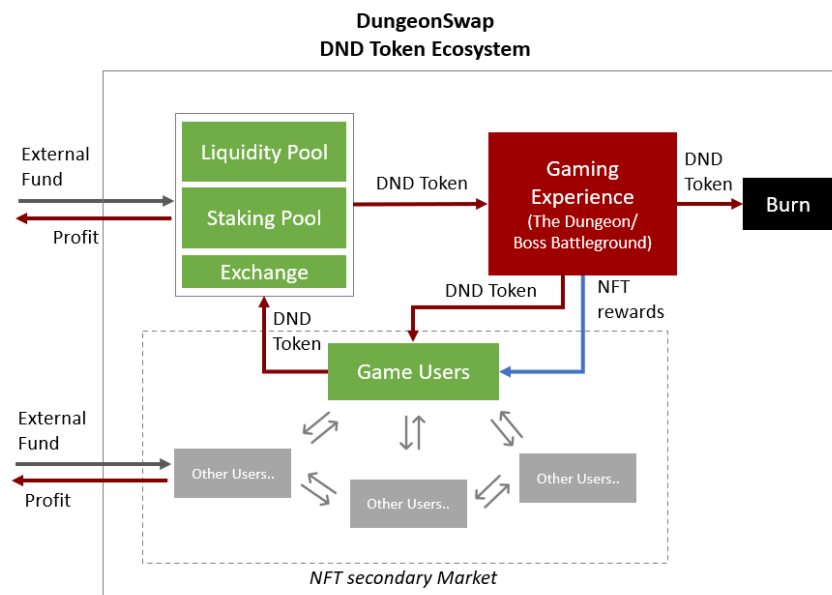 DungeonSwap
DND Token Ecosystem
External
Fund
Profit
Liquidity Pool
Staking Pool
Exchange
DND Token
Gaming
Experience
(The Dungeon/
Boss Battleground)
DND
Token
Burn
DND Token
NFT
rewards
DND
Token
Game Users
External
Fund
Profit
Other Users..
Other Users..
Other Users..
NFT secondary Market